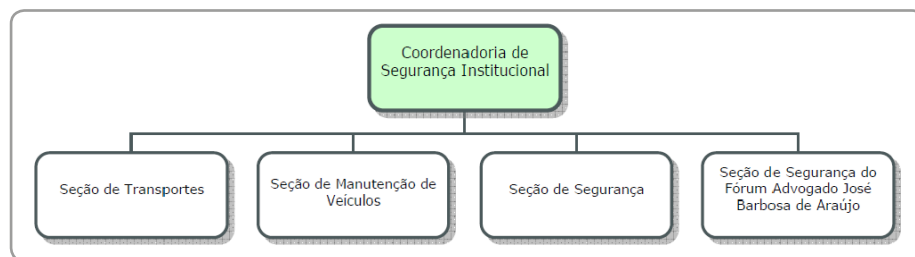 Coordenadoria de
Segurança Institucional
Seção de Transportes
Seção de Manutenção de
Veículos
Seção de Segurança
Seção de Segurança do
Fórum Advogado José
Barbosa de Araújo